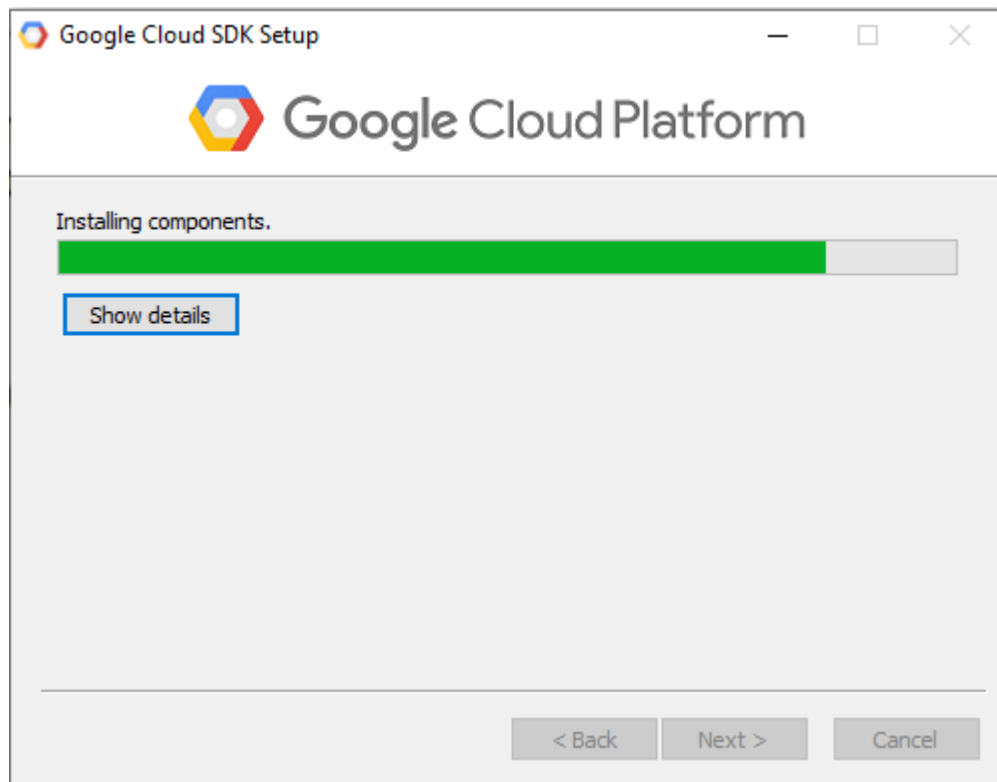 Google Cloud SDK Setup
Google Cloud Platform
Installing components.
Show details
< Back
Next >
Cancel